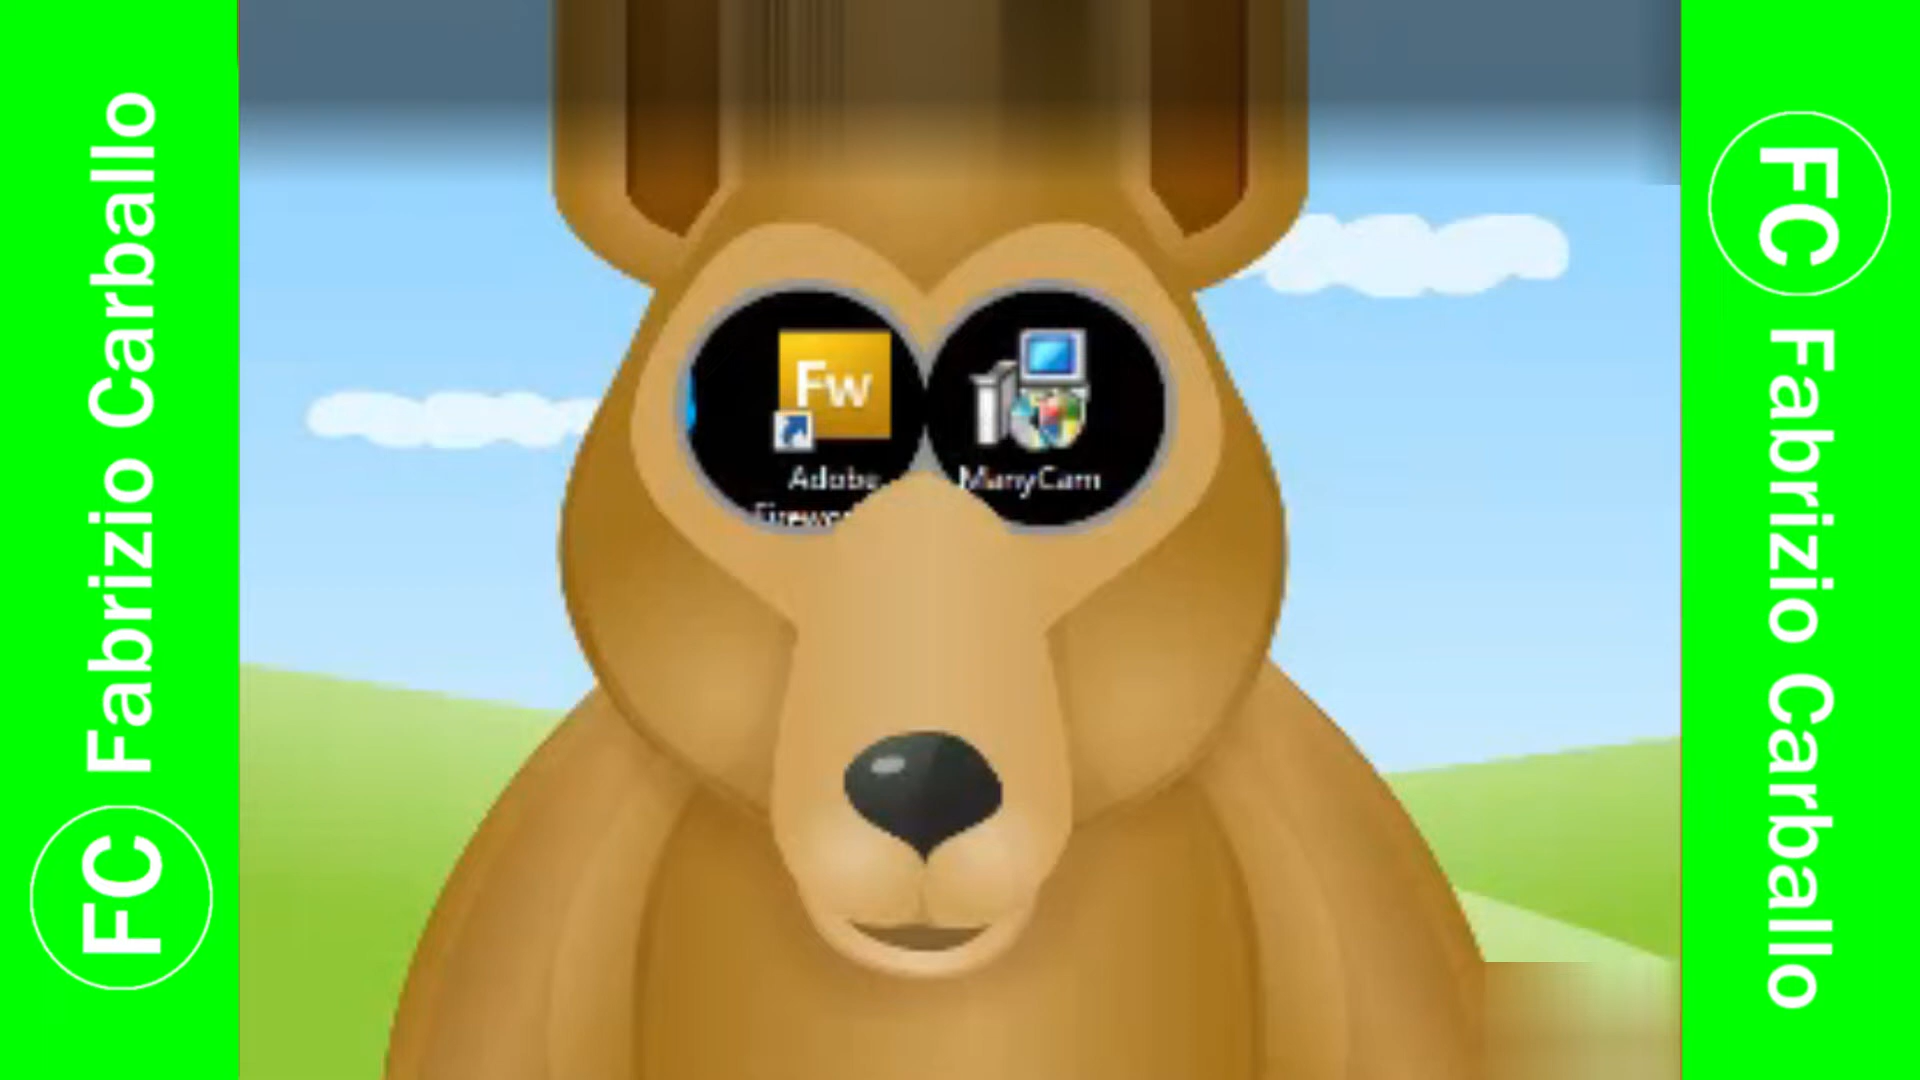 FC Fabrizio Carballo
Fw
Adobe
ManyCam
FC Fabrizio Carballo